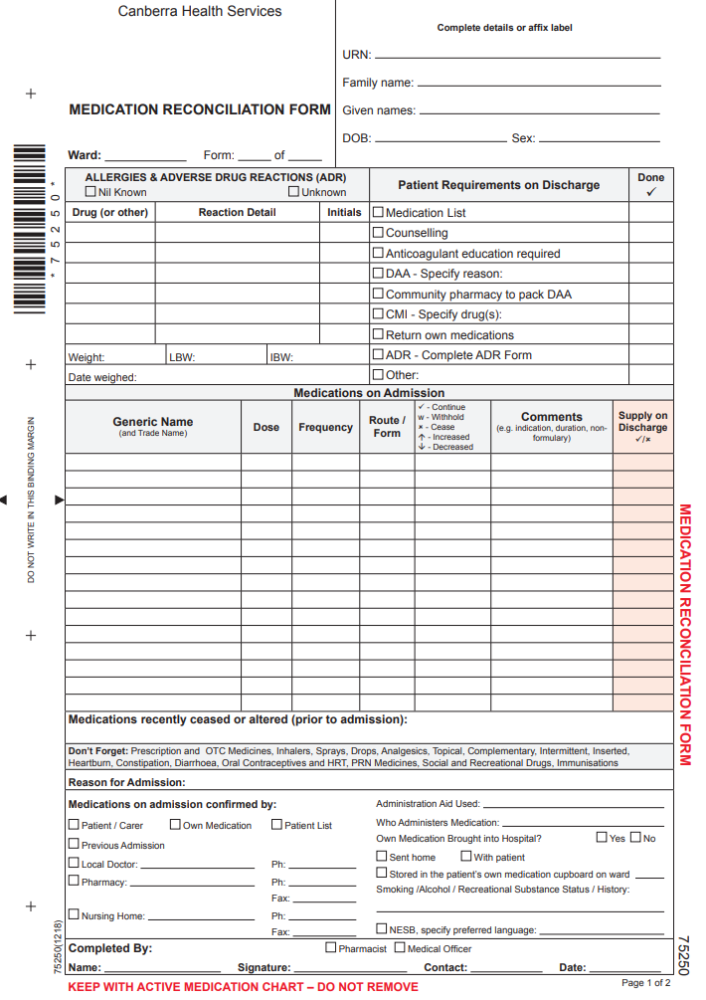 Canberra Health Services
Complete details or affix label
URN:
Family name:
MEDICATION RECONCILIATION FORM
Given names:
DOB: Sex:
Ward: Form: of
ALLERGIES & ADVERSE DRUG REACTIONS (ADR)
Nil Known Unknown
Drug (or other) Reaction Detail Initials
Weight: LBW: IBW:
Date weighed:
Patient Requirements on Discharge Done
✓
Medication List
Counselling
Anticoagulant education required
DAA - Specify reason:
Community pharmacy to pack DAA
CMI - Specify drug(s):
Return own medications
ADR - Complete ADR Form
Other:
*75250*
Medications on Admission
Generic Name
(and Trade Name)
Dose
Frequency
Route /
Form
✓ - Continue
w - Withhold
× - Cease
↑ - Increased
↓ - Decreased
Comments
(e.g. indication, duration, non-
formulary)
Supply on
Discharge
✓/×
DO NOT WRITE IN THIS BINDING MARGIN
MEDICATION RECONCILIATION FORM
Medications recently ceased or altered (prior to admission):
Don't Forget: Prescription and OTC Medicines, Inhalers, Sprays, Drops, Analgesics, Topical, Complementary, Intermittent, Inserted,
Heartburn, Constipation, Diarrhoea, Oral Contraceptives and HRT, PRN Medicines, Social and Recreational Drugs, Immunisations
Reason for Admission:
Medications on admission confirmed by:
Patient / Carer Own Medication Patient List
Previous Admission
Local Doctor: Ph:
Pharmacy: Ph:
Fax:
Nursing Home: Ph:
Fax:
Administration Aid Used:
Who Administers Medication:
Own Medication Brought into Hospital? Yes No
Sent home With patient
Stored in the patient's own medication cupboard on ward
Smoking /Alcohol / Recreational Substance Status / History:
NESB, specify preferred language:
75250(1218)
75250
Completed By: Pharmacist Medical Officer
Name: Signature: Contact: Date:
KEEP WITH ACTIVE MEDICATION CHART – DO NOT REMOVE
Page 1 of 2